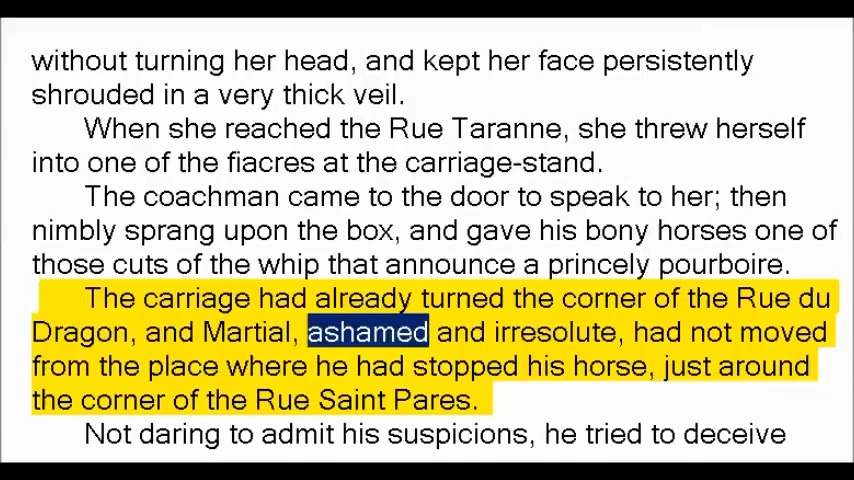 without turning her head, and kept her face persistently
shrouded in a very thick veil.
When she reached the Rue Taranne, she threw herself
into one of the fiacres at the carriage-stand.
The coachman came to the door to speak to her; then
nimbly sprang upon the box, and gave his bony horses one of
those cuts of the whip that announce a princely pourboire.
The carriage had already turned the corner of the Rue du
Dragon, and Martial, ashamed and irresolute, had not moved
from the place where he had stopped his horse, just around
the corner of the Rue Saint Pares.
Not daring to admit his suspicions, he tried to deceive